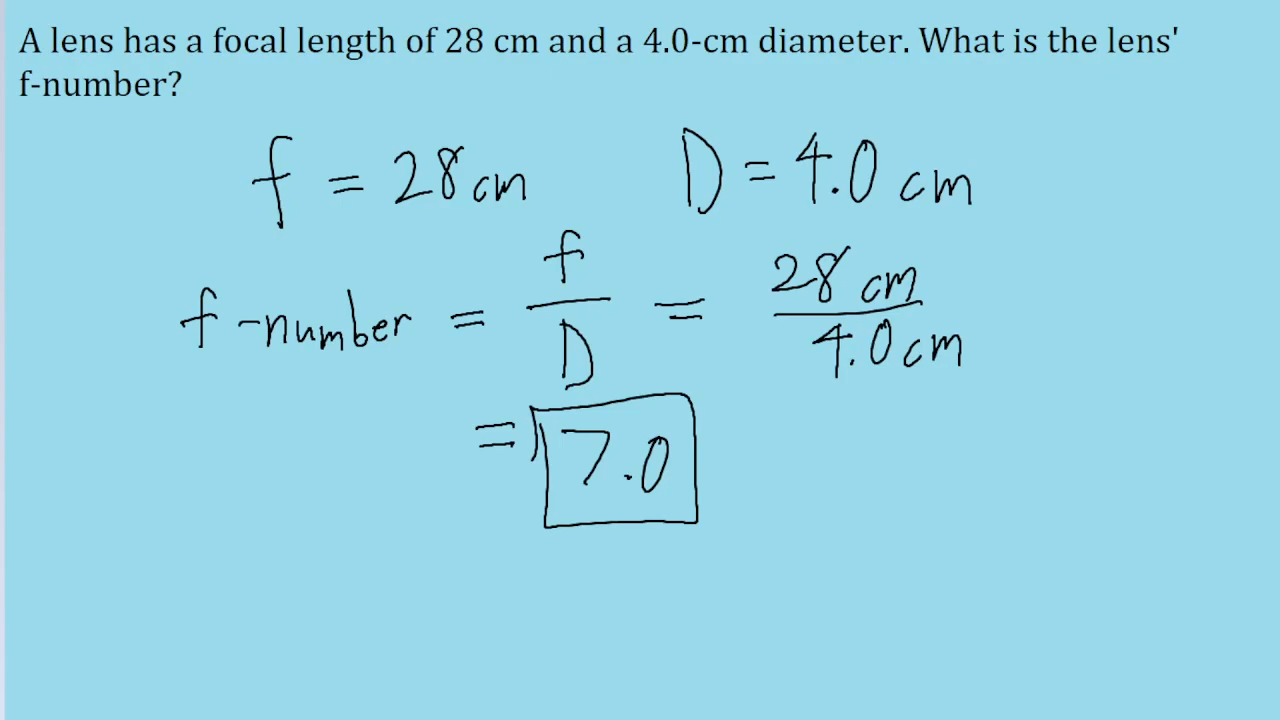 A lens has a focal length of 28 cm and a 4.0-cm diameter. What is the lens'
f-number?
f = 28 cm D = 4.0 cm
f-number = f/D = 28 cm/4.0 cm
= 7.0